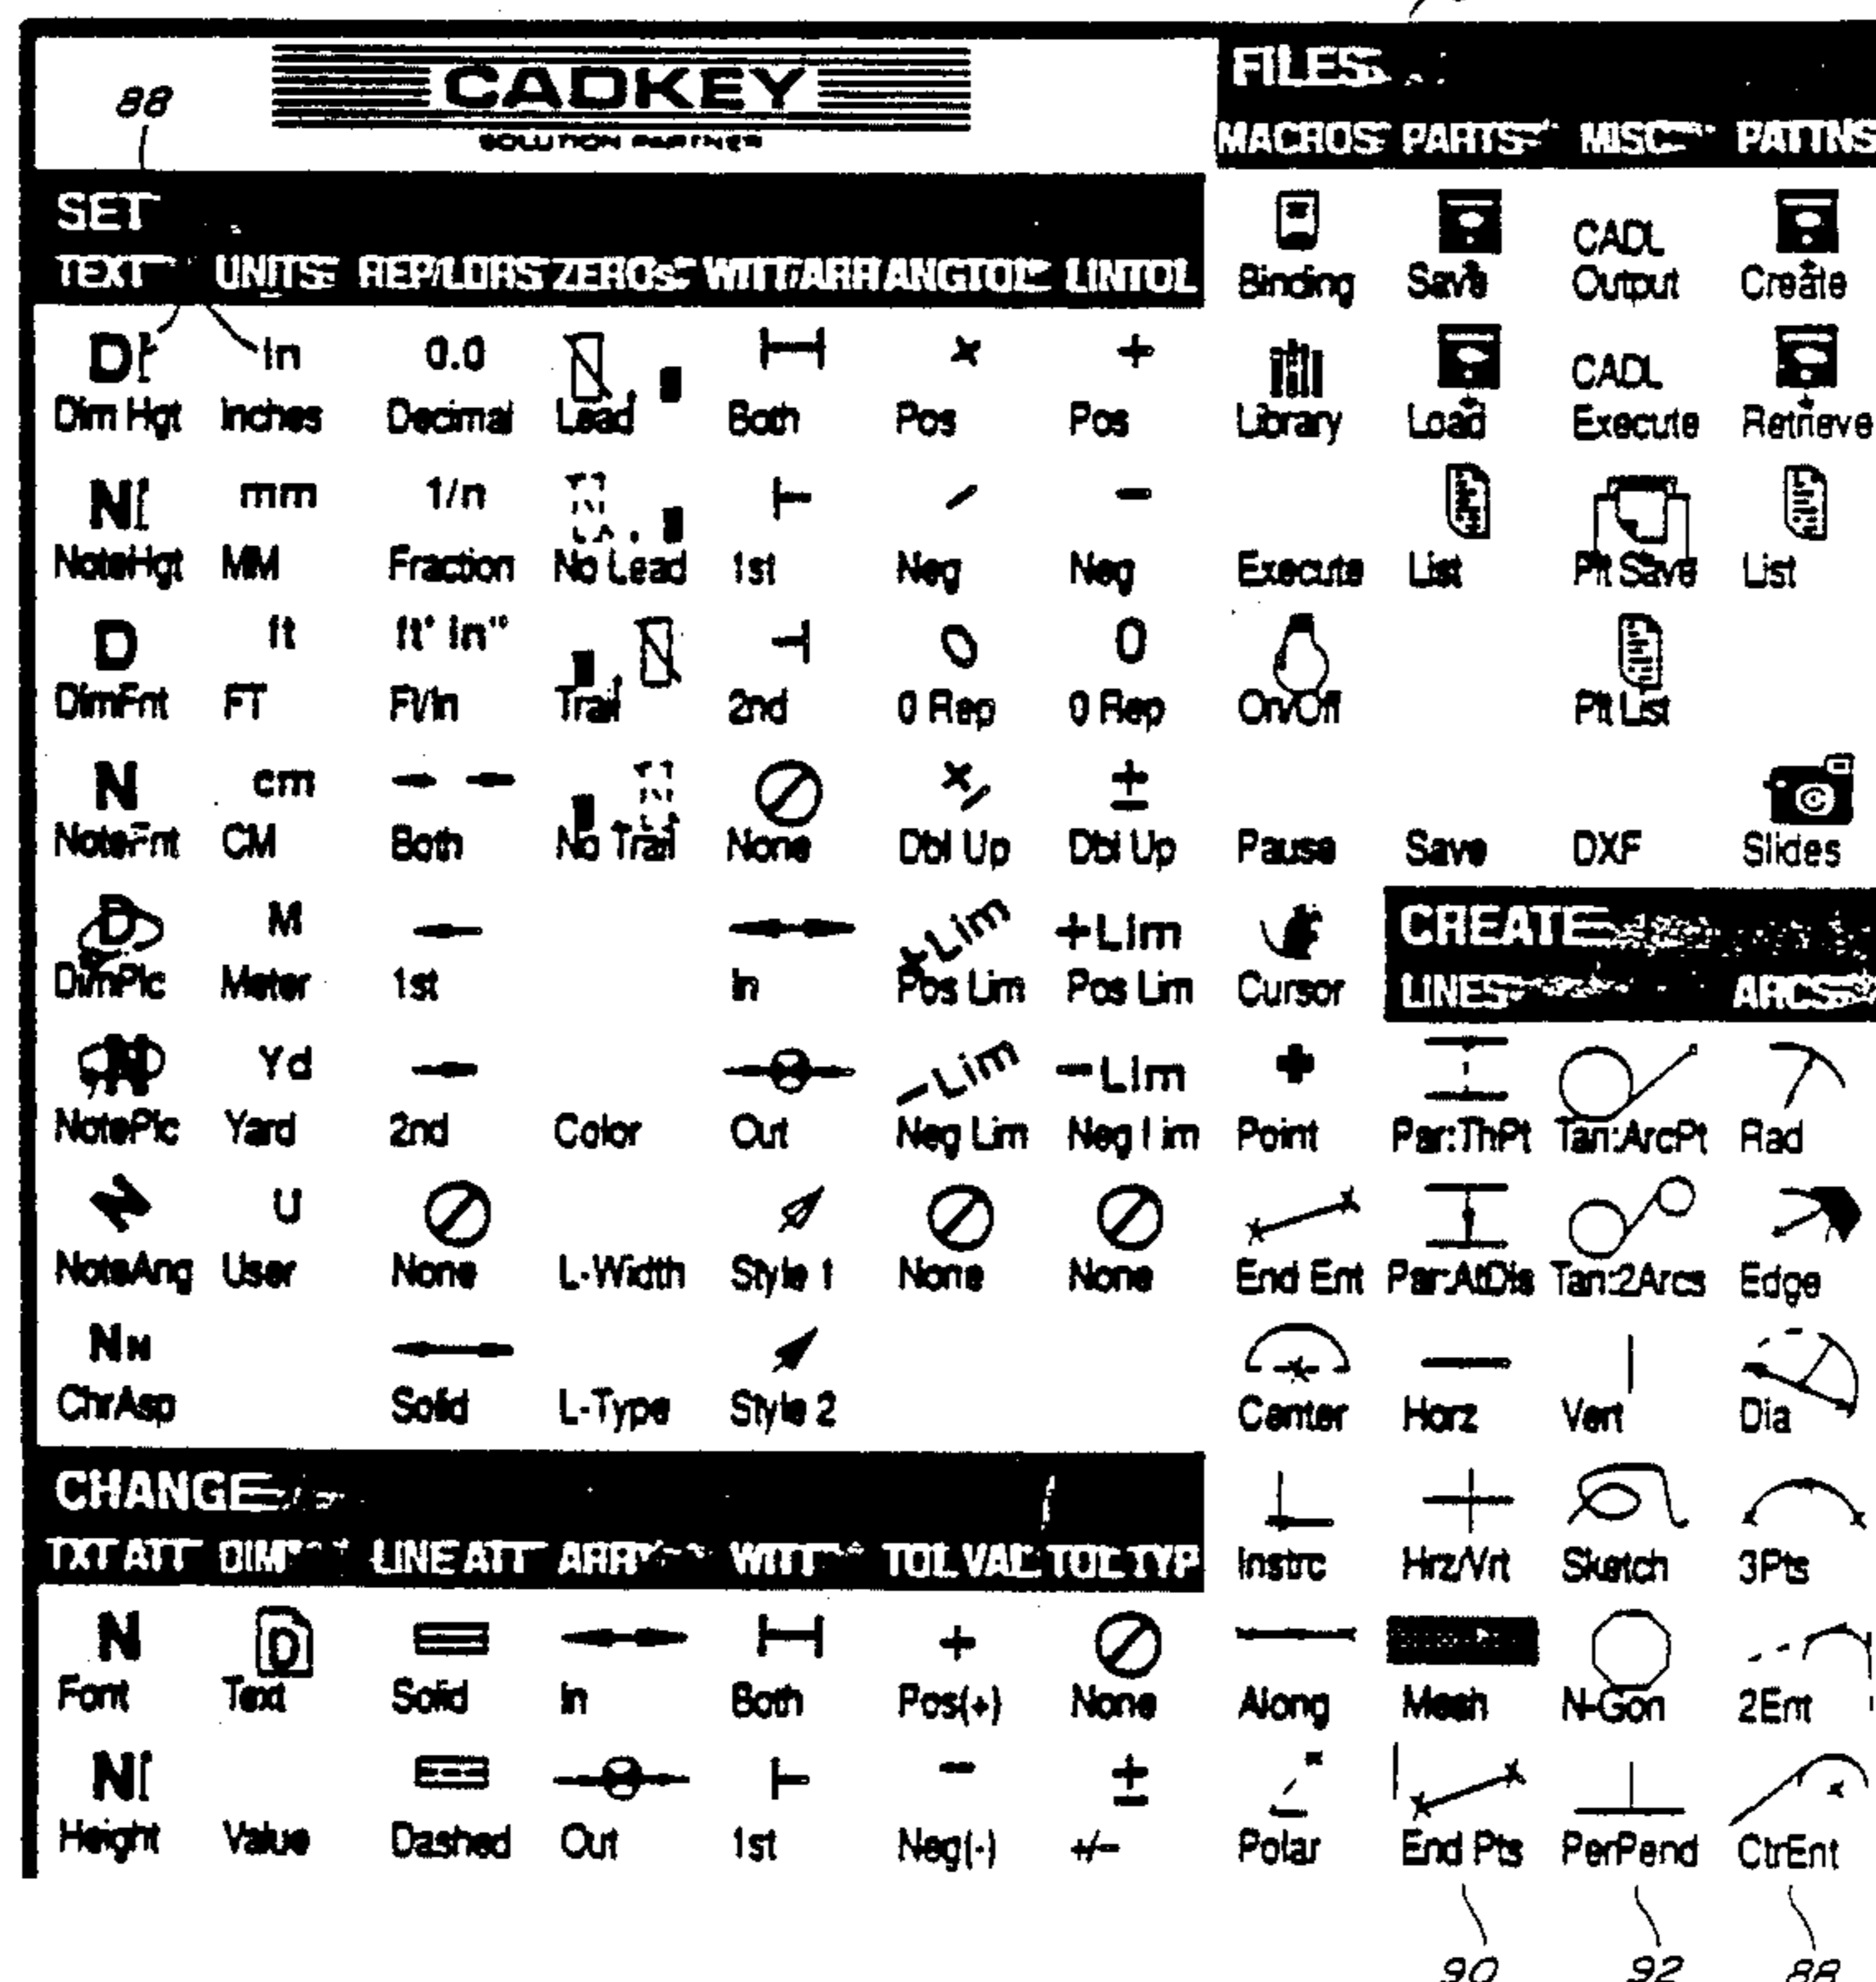 88
CADKEY
SOLUTION PARTNER
SET
TEXT UNITS REP/LDRS ZEROs WITT/ARR ANGTOL LINTOL
D In 0.0
Dim Hgt Inches Decimal Lead Both Pos Pos
N mm 1/n
NoteHgt MM Fraction No Lead 1st Neg Neg
D ft ft' In"
DimFnt FT Ft/In Trail 2nd 0 Rep 0 Rep
N cm
NoteFnt CM Both No Trail None Dbl Up Dbl Up
D M +Lim +Lim
DimPlc Meter 1st In Pos Lim Pos Lim
N Yd -Lim -Lim
NotePlc Yard 2nd Color Out Neg Lim Neg Lim
N U
NoteAng User None L-Width Style 1 None None
N N
ChrAsp Solid L-Type Style 2
CHANGE
TXT ATT DIM LINE ATT ARR WITT TOL VAL TOL TYP
N D
Font Text Solid In Both Pos(+) None
N
Height Value Dashed Out 1st Neg(-) +/-
FILES
MACROS PARTS MISC PATTNS
CADL
Binding Save Output Create
CADL
Library Load Execute Retrieve
Execute List Plt Save List
On/Off Plt List
Pause Save DXF Slides
CREATE
Cursor LINES ARCS
Point Par:ThPt Tan:ArcPt Rad
End Ent Par:AtDis Tan:2Arcs Edge
Center Horz Vert Dia
Instrc Hrz/Vrt Sketch 3Pts
Along Mesh N-Gon 2Ent
Polar End Pts PerPend CtrEnt
90 92 88